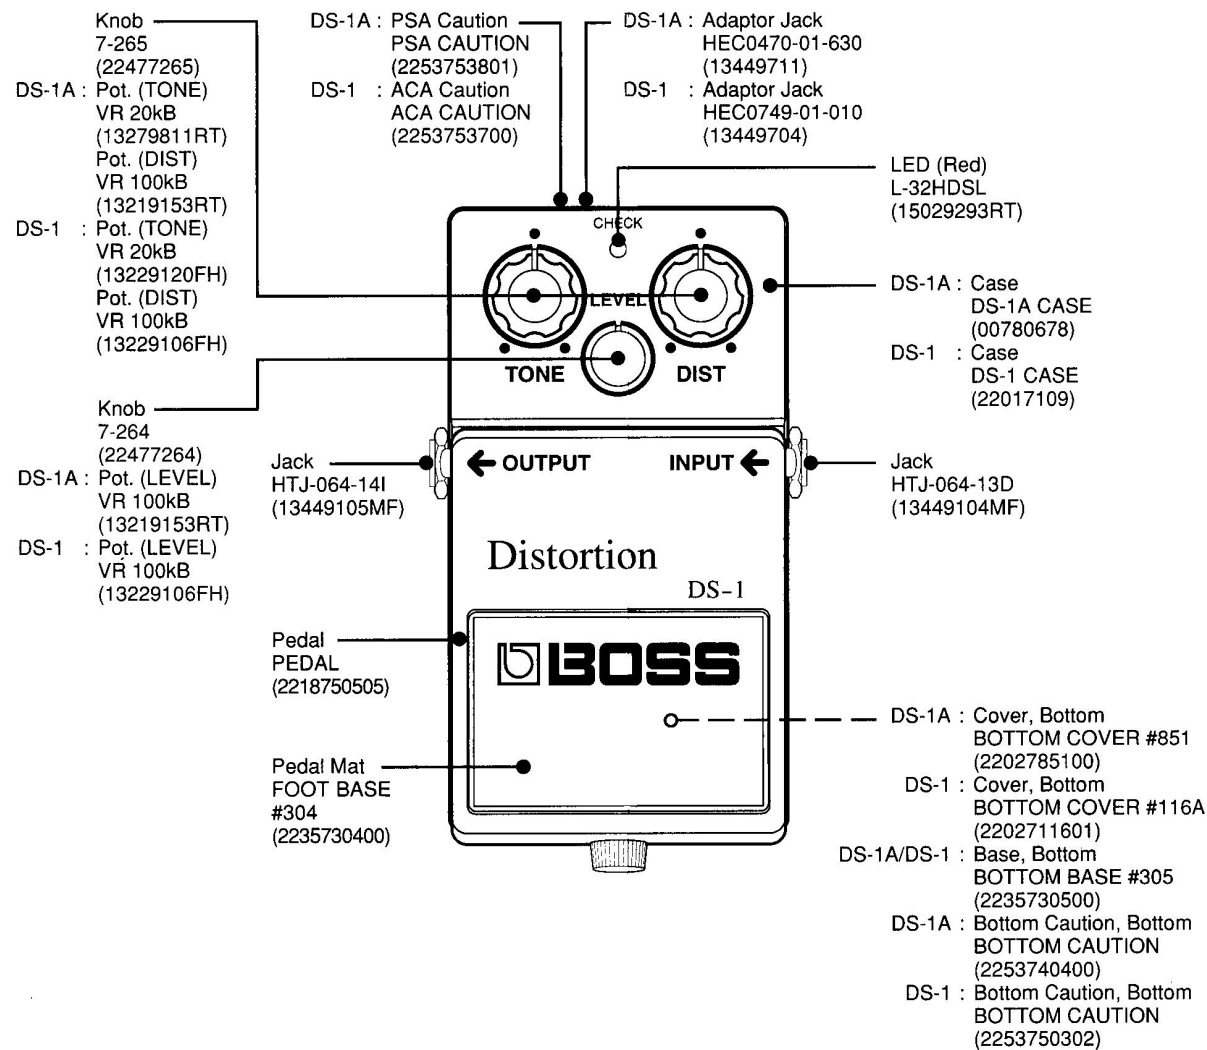 Knob
7-265
(22477265)
DS-1A : Pot. (TONE)
VR 20kB
(13279811RT)
Pot. (DIST)
VR 100kB
(13219153RT)
DS-1 : Pot. (TONE)
VR 20kB
(13229120FH)
Pot. (DIST)
VR 100kB
(13229106FH)
Knob
7-264
(22477264)
DS-1A : Pot. (LEVEL)
VR 100kB
(13219153RT)
DS-1 : Pot. (LEVEL)
VR 100kB
(13229106FH)
DS-1A : PSA Caution
PSA CAUTION
(2253753801)
DS-1 : ACA Caution
ACA CAUTION
(2253753700)
DS-1A : Adaptor Jack
HEC0470-01-630
(13449711)
DS-1 : Adaptor Jack
HEC0749-01-010
(13449704)
LED (Red)
L-32HDSL
(15029293RT)
DS-1A : Case
DS-1A CASE
(00780678)
DS-1 : Case
DS-1 CASE
(22017109)
CHECK
LEVEL
TONE
DIST
Jack
HTJ-064-14I
(13449105MF)
OUTPUT
INPUT
Jack
HTJ-064-13D
(13449104MF)
Distortion
DS-1
Pedal
PEDAL
(2218750505)
BOSS
Pedal Mat
FOOT BASE
#304
(2235730400)
DS-1A : Cover, Bottom
BOTTOM COVER #851
(2202785100)
DS-1 : Cover, Bottom
BOTTOM COVER #116A
(2202711601)
DS-1A/DS-1 : Base, Bottom
BOTTOM BASE #305
(2235730500)
DS-1A : Bottom Caution, Bottom
BOTTOM CAUTION
(2253740400)
DS-1 : Bottom Caution, Bottom
BOTTOM CAUTION
(2253750302)